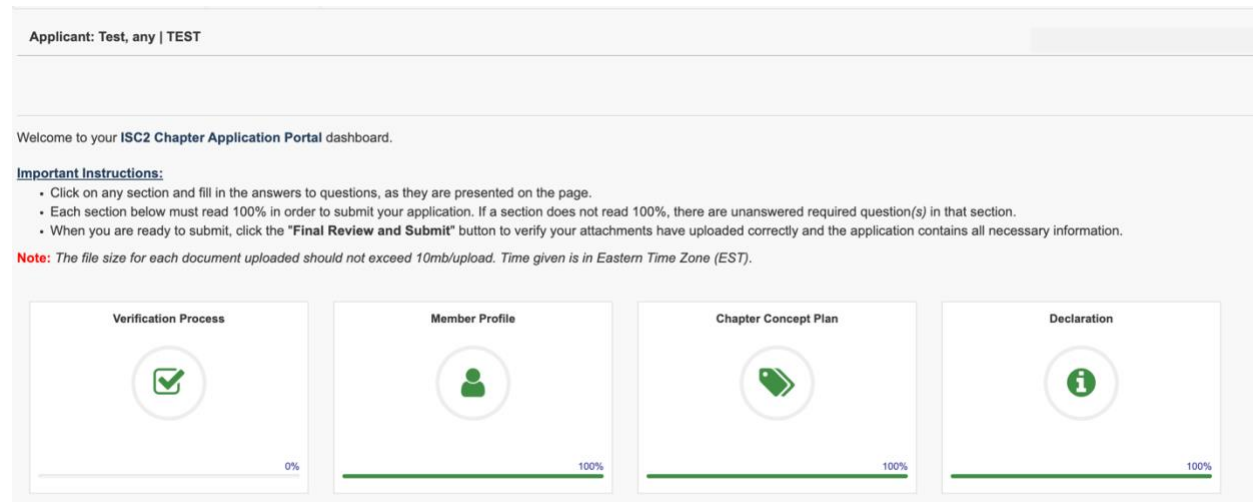 Applicant: Test, any | TEST
Welcome to your ISC2 Chapter Application Portal dashboard.
Important Instructions:
• Click on any section and fill in the answers to questions, as they are presented on the page.
• Each section below must read 100% in order to submit your application. If a section does not read 100%, there are unanswered required question(s) in that section.
• When you are ready to submit, click the "Final Review and Submit" button to verify your attachments have uploaded correctly and the application contains all necessary information.
Note: The file size for each document uploaded should not exceed 10mb/upload. Time given is in Eastern Time Zone (EST).
Verification Process
Member Profile
Chapter Concept Plan
Declaration
0%
100%
100%
100%